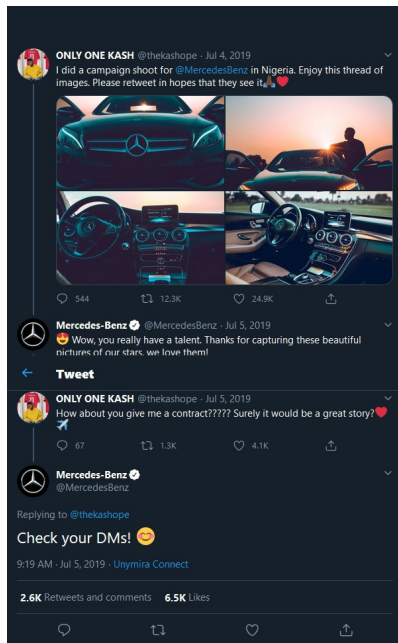 ONLY ONE KASH @thekashope · Jul 4, 2019
I did a campaign shoot for @MercedesBenz in Nigeria. Enjoy this thread of
images. Please retweet in hopes that they see it🙏🏾❤️
544 12.3K 24.9K
Mercedes-Benz @MercedesBenz · Jul 5, 2019
😍 Wow, you really have a talent. Thanks for capturing these beautiful
pictures of our stars, we love them!
Tweet
ONLY ONE KASH @thekashope · Jul 5, 2019
How about you give me a contract????? Surely it would be a great story?❤️
✈️
67 1.3K 4.1K
Mercedes-Benz
@MercedesBenz
Replying to @thekashope
Check your DMs! 😊
9:19 AM · Jul 5, 2019 · Unymira Connect
2.6K Retweets and comments 6.5K Likes